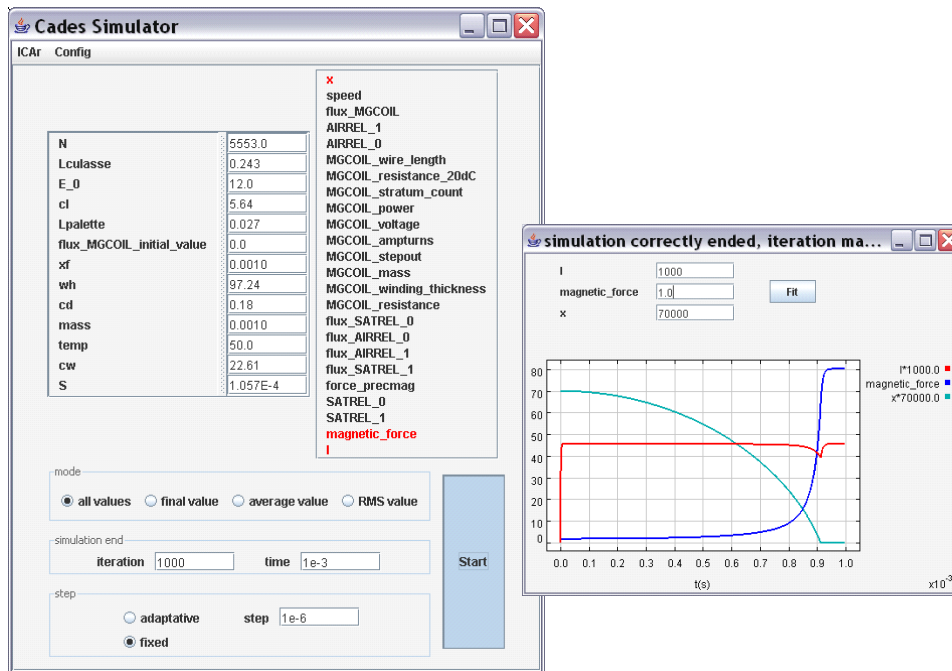 Cades Simulator
ICAr Config
N 5553.0
Lculasse 0.243
E_0 12.0
cl 5.64
Lpalette 0.027
flux_MGCOIL_initial_value 0.0
xf 0.0010
wh 97.24
cd 0.18
mass 0.0010
temp 50.0
cw 22.61
S 1.057E-4
x
speed
flux_MGCOIL
AIRREL_1
AIRREL_0
MGCOIL_wire_length
MGCOIL_resistance_20dC
MGCOIL_stratum_count
MGCOIL_power
MGCOIL_voltage
MGCOIL_ampturns
MGCOIL_stepout
MGCOIL_mass
MGCOIL_winding_thickness
MGCOIL_resistance
flux_SATREL_0
flux_AIRREL_0
flux_AIRREL_1
flux_SATREL_1
force_precmag
SATREL_0
SATREL_1
magnetic_force
I
mode
all values final value average value RMS value
simulation end
iteration 1000 time 1e-3
step
adaptative step 1e-6
fixed
Start
simulation correctly ended, iteration ma...
I 1000
magnetic_force 1.0
x 70000
Fit
80
70
60
50
40
30
20
10
0
0.0 0.1 0.2 0.3 0.4 0.5 0.6 0.7 0.8 0.9 1.0
t(s)
x10-3
I*1000.0
magnetic_force
x*70000.0